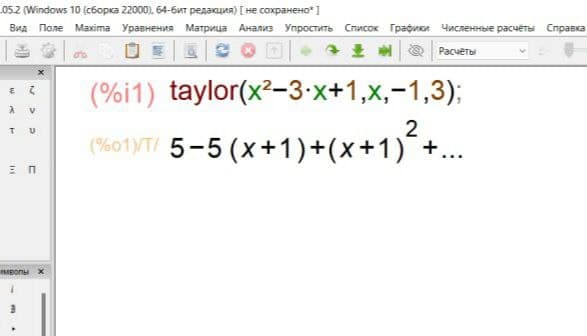 .05.2 (Windows 10 (сборка 22000), 64-бит редакция) [ не сохранено* ]
Вид Поле Maxima Уравнения Матрица Анализ Упростить Список Графики Численные расчёты Справка
Расчёты
ε ζ
λ ν
τ υ
Ξ Π
(%i1) taylor(x²−3·x+1,x,−1,3);
(%o1)/T/ 5−5(x+1)+(x+1)²+...
имволы